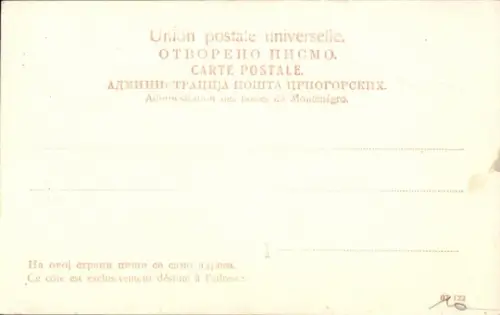 Union postale universelle.
ОТВОРЕНО ПИСМО.
CARTE POSTALE.
АДМИНИСТРАЦИЈА ПОШТА ЦРНОГОРСКИХ.
Administration des postes du Monténégro.
На овој страни пише се само адреса.
Ce côté est exclusivement déstiné à l'adresse